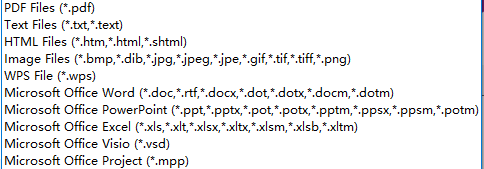 PDF Files (*.pdf)
Text Files (*.txt,*.text)
HTML Files (*.htm,*.html,*.shtml)
Image Files (*.bmp,*.dib,*.jpg,*.jpeg,*.jpe,*.gif,*.tif,*.tiff,*.png)
WPS File (*.wps)
Microsoft Office Word (*.doc,*.rtf,*.docx,*.dot,*.dotx,*.docm,*.dotm)
Microsoft Office PowerPoint (*.ppt,*.pptx,*.pot,*.potx,*.pptm,*.ppsx,*.ppsm,*.potm)
Microsoft Office Excel (*.xls,*.xlt,*.xlsx,*.xltx,*.xlsm,*.xlsb,*.xltm)
Microsoft Office Visio (*.vsd)
Microsoft Office Project (*.mpp)